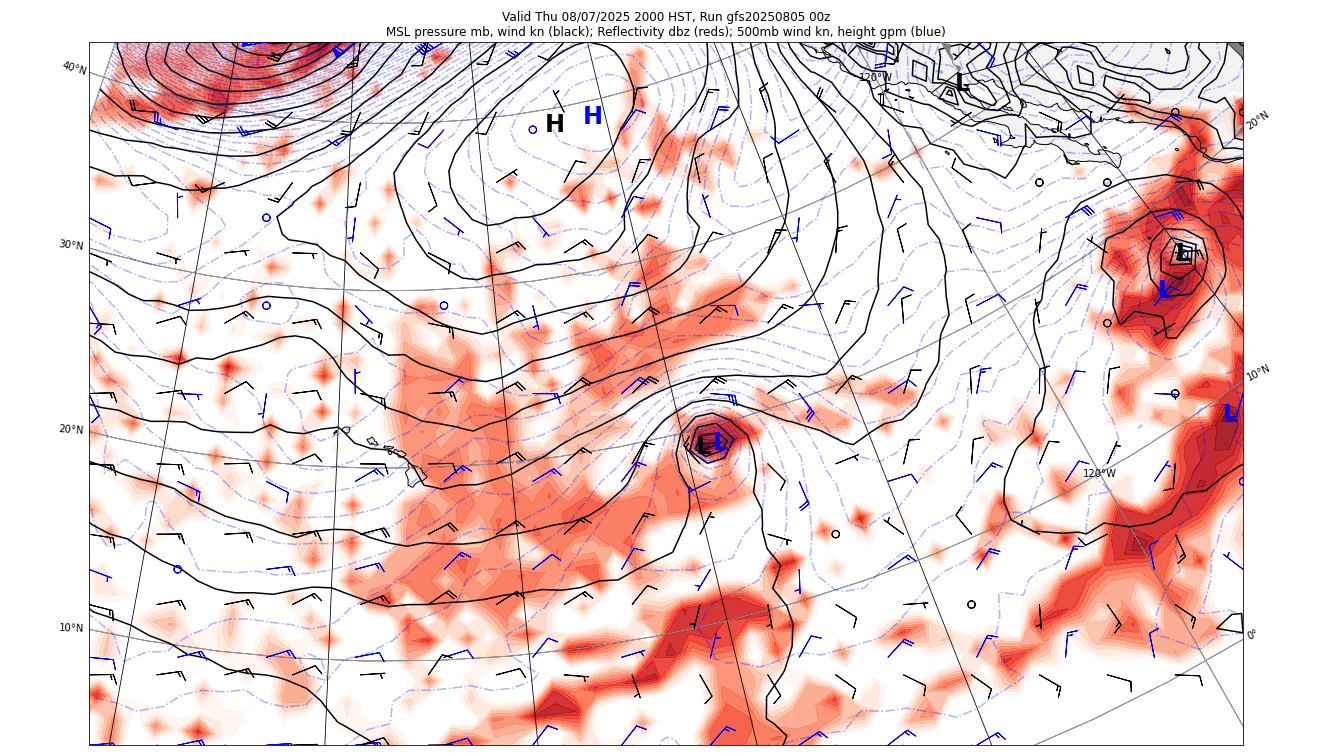 Valid Thu 08/07/2025 2000 HST, Run gfs20250805 00z
MSL pressure mb, wind kn (black); Reflectivity dbz (reds); 500mb wind kn, height gpm (blue)
40°N
120°W
L
20°N
H
H
30°N
L
L
10°N
L
20°N
L
L
120°W
10°N
0°